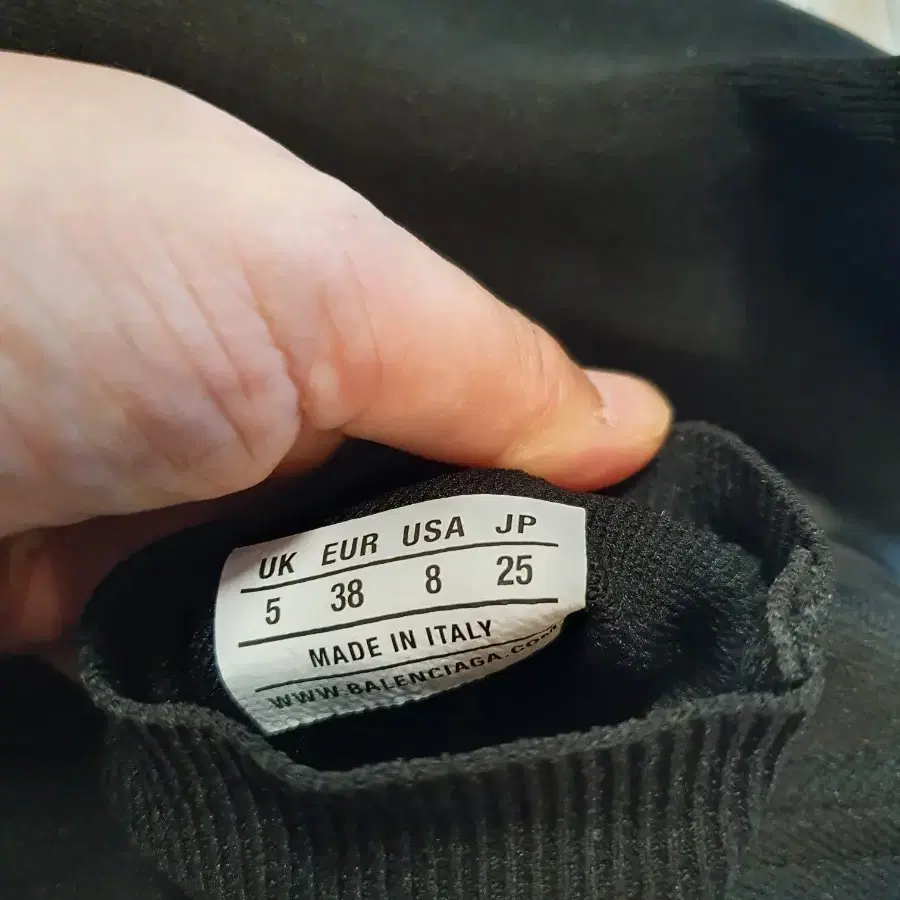 UK EUR USA JP
5 38 8 25
MADE IN ITALY
WWW.BALENCIAGA.COM